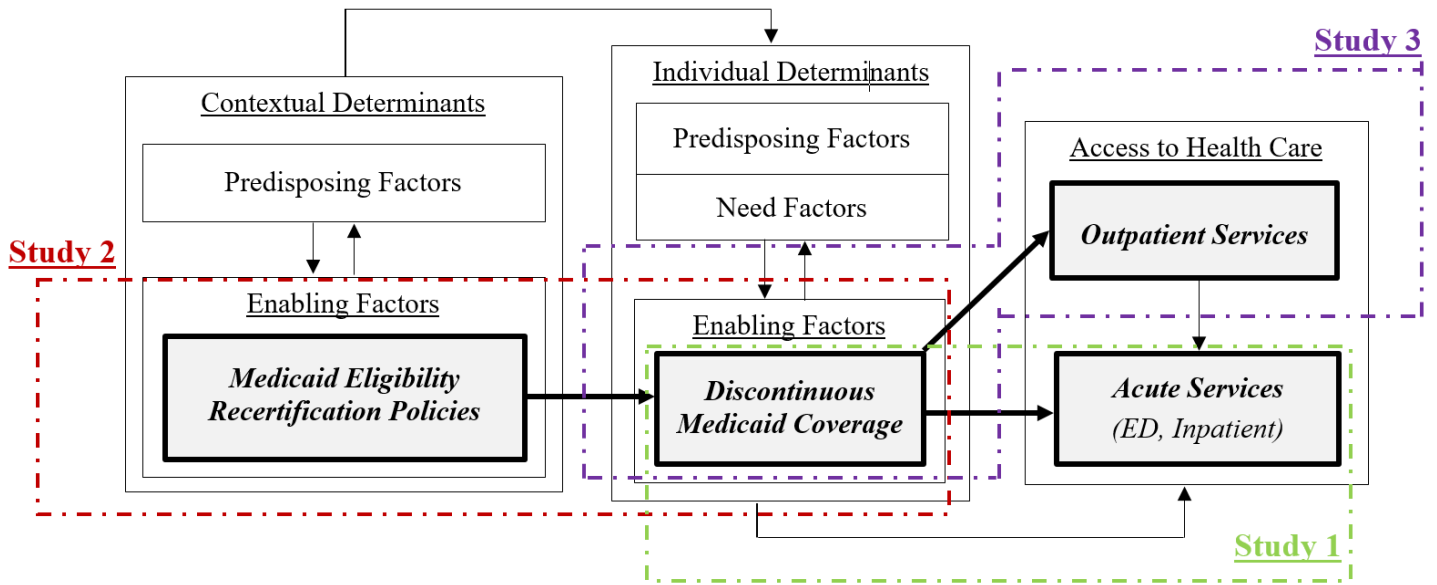 Study 3
Individual Determinants
Contextual Determinants
Predisposing Factors
Access to Health Care
Predisposing Factors
Need Factors
Outpatient Services
Study 2
Enabling Factors
Enabling Factors
Medicaid Eligibility
Recertification Policies
Discontinuous
Medicaid Coverage
Acute Services
(ED, Inpatient)
Study 1